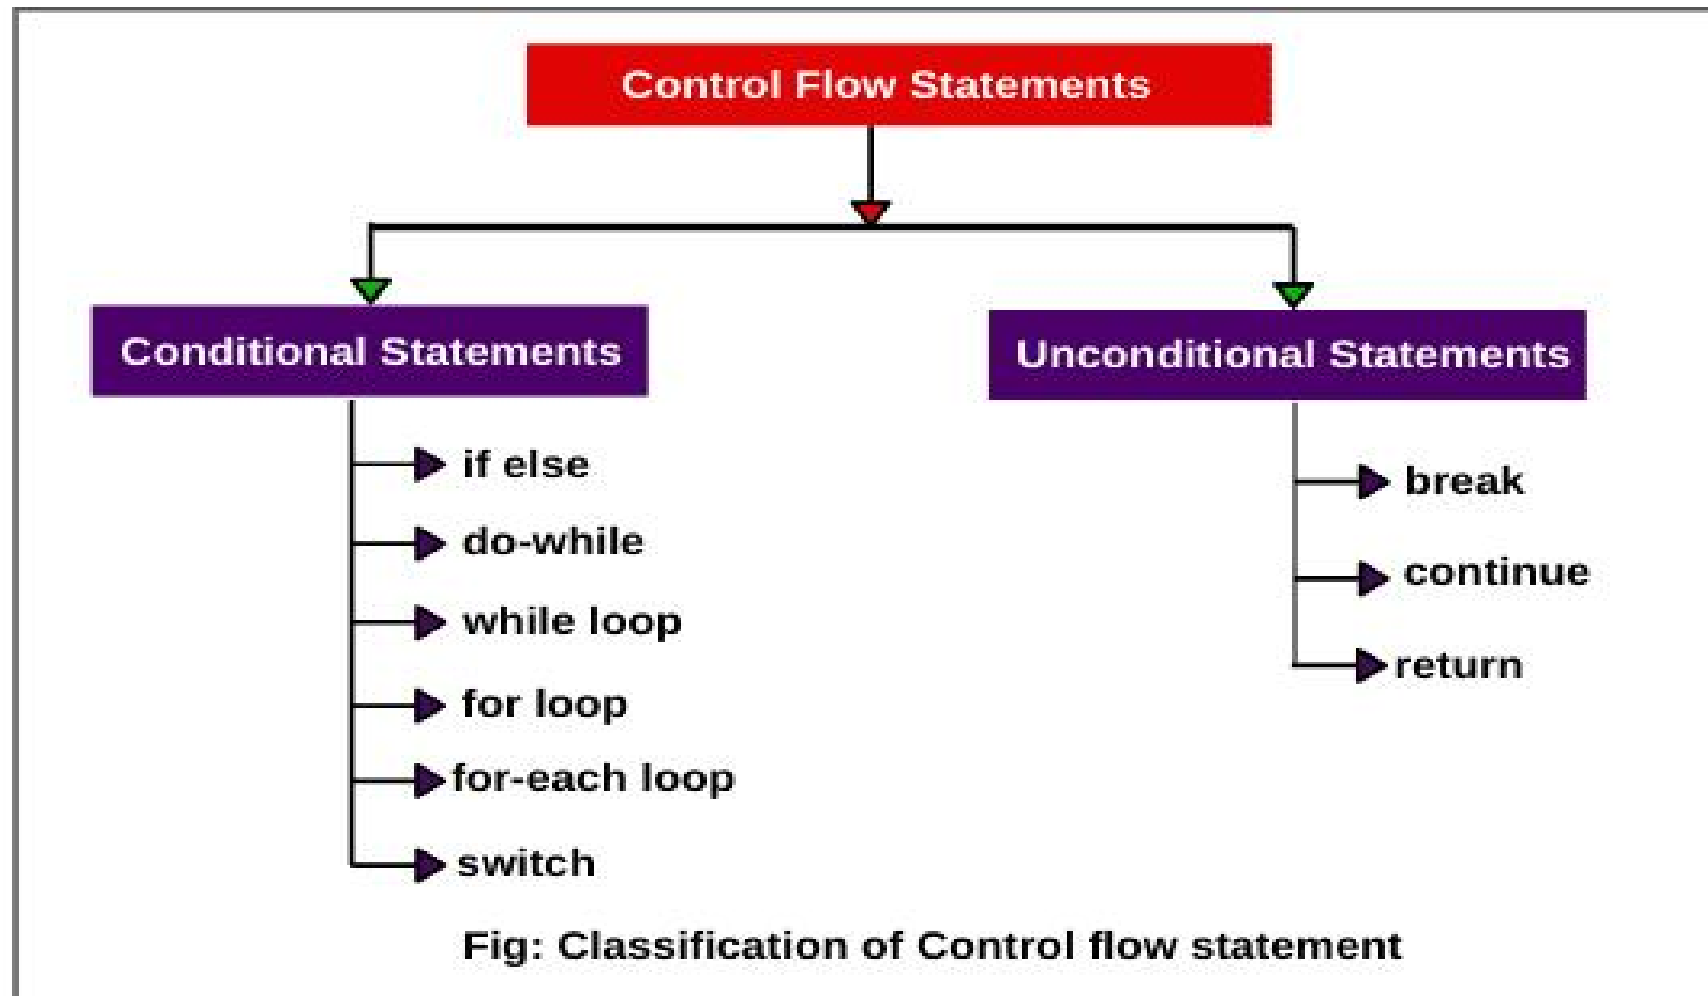 Control Flow Statements
Conditional Statements
if else
do-while
while loop
for loop
for-each loop
switch
Unconditional Statements
break
continue
return
Fig: Classification of Control flow statement